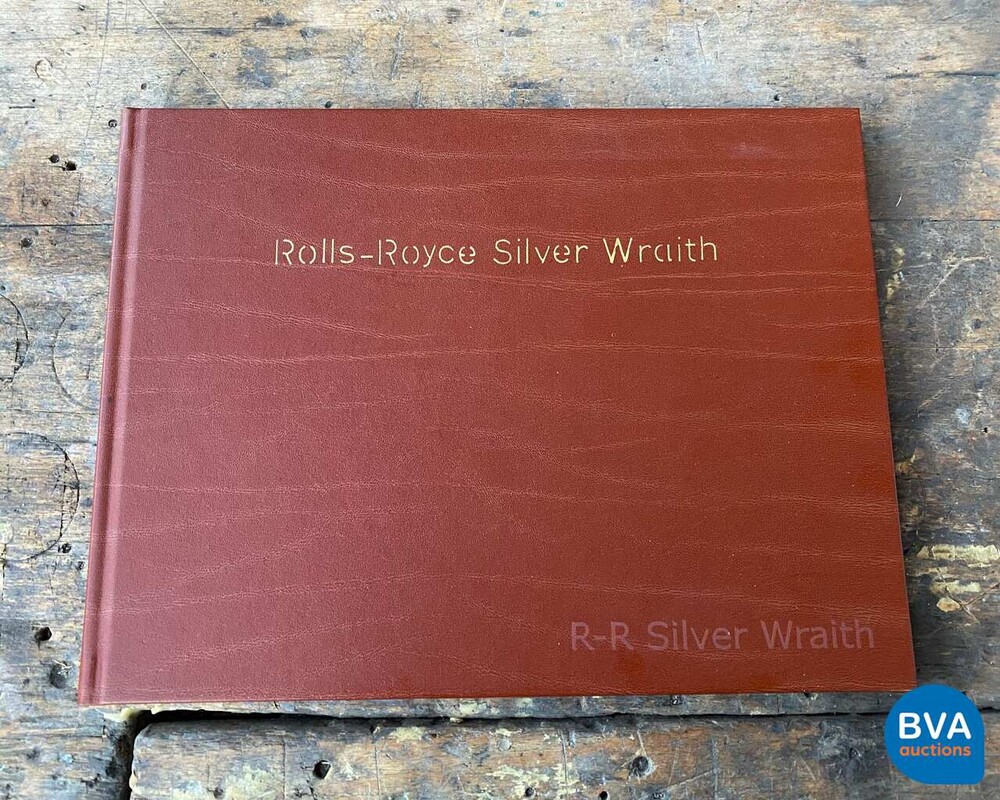 Rolls-Royce Silver Wraith
R-R Silver Wraith
BVA
auctions